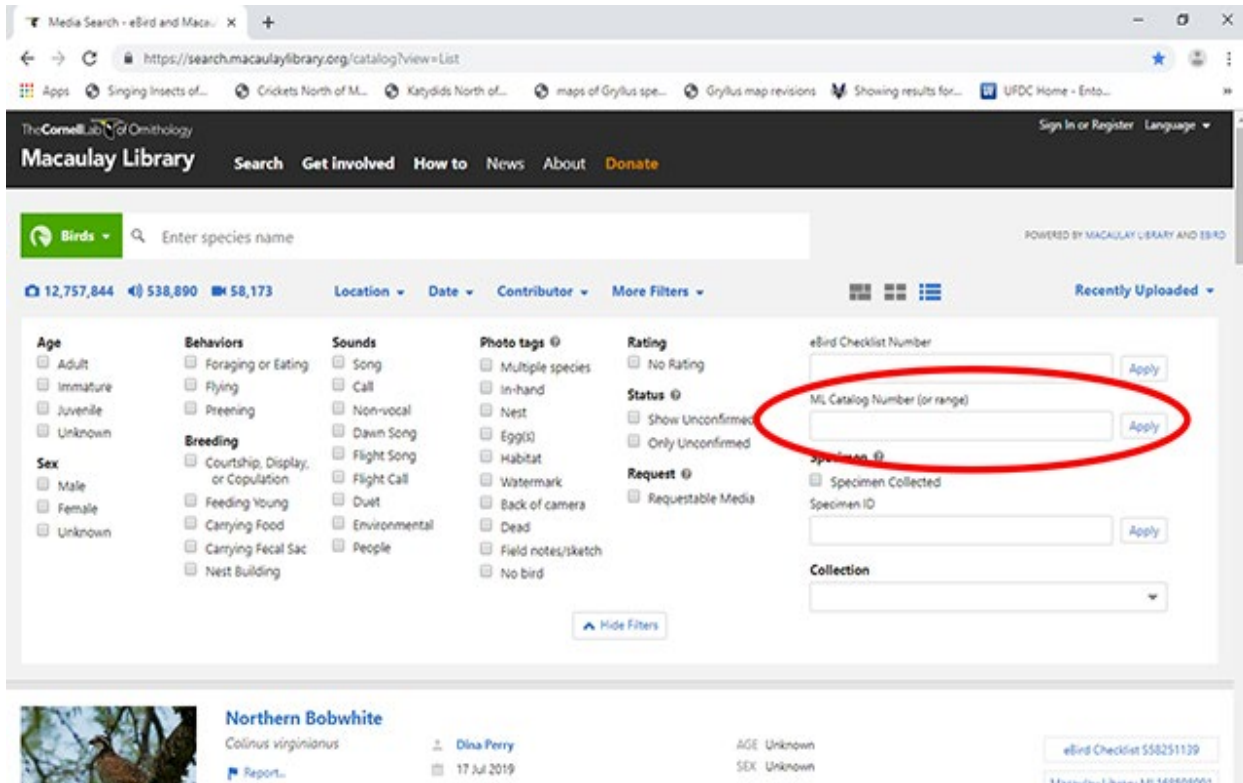 Media Search - eBird and Macau
https://search.macaulaylibrary.org/catalog?view=List
Apps Singing Insects of... Crickets North of M... Katydids North of... maps of Gryllus spe... Gryllus map revisions Showing results for... UFDC Home - Ento...
TheCornellLab of Ornithology
Sign In or Register Language
Macaulay Library Search Get involved How to News About Donate
Birds Enter species name
POWERED BY MACAULAY LIBRARY AND EBIRD
12,757,844 538,890 58,173 Location Date Contributor More Filters Recently Uploaded
Age
Adult
Immature
Juvenile
Unknown
Sex
Male
Female
Unknown
Behaviors
Foraging or Eating
Flying
Preening
Breeding
Courtship, Display,
or Copulation
Feeding Young
Carrying Food
Carrying Fecal Sac
Nest Building
Sounds
Song
Call
Non-vocal
Dawn Song
Flight Song
Flight Call
Duet
Environmental
People
Photo tags
Multiple species
In-hand
Nest
Egg(s)
Habitat
Watermark
Back of camera
Dead
Field notes/sketch
No bird
Rating
No Rating
Status
Show Unconfirmed
Only Unconfirmed
Request
Requestable Media
eBird Checklist Number
Apply
ML Catalog Number (or range)
Apply
Specimen
Specimen Collected
Specimen ID
Apply
Collection
Hide Filters
Northern Bobwhite
Colinus virginianus
Report...
Dina Perry
17 Jul 2019
AGE Unknown
SEX Unknown
eBird Checklist S58251139
Macaulay Library